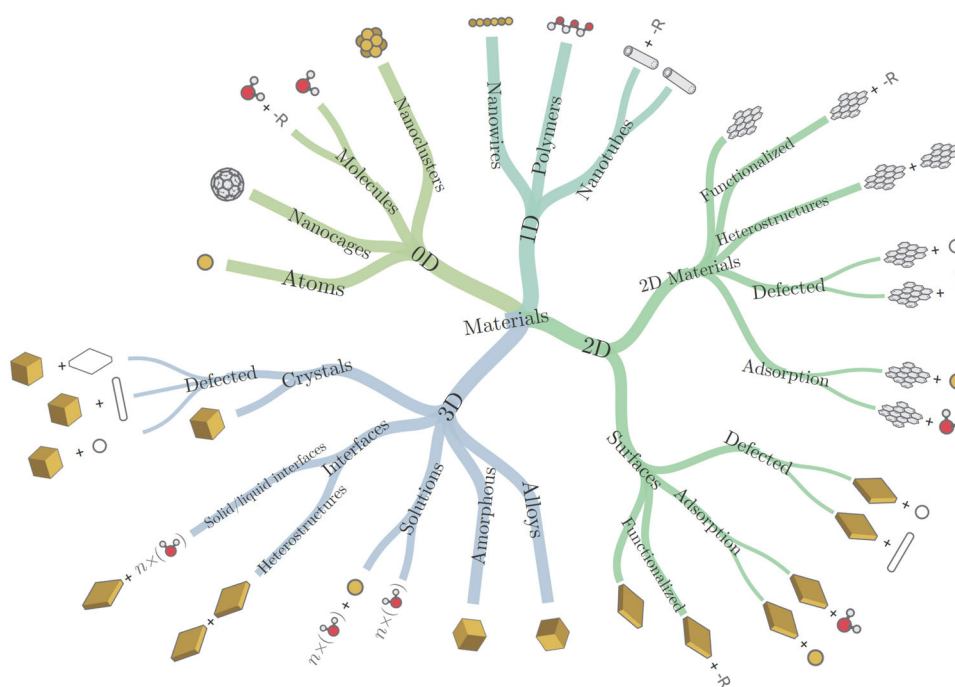 Materials
0D
Atoms
Nanocages
Molecules
+ -R
Nanoclusters
1D
Nanowires
Polymers
Nanotubes
+ -R
2D
2D Materials
Functionalized
+ -R
Heterostructures
+
Defected
+
+
Adsorption
+
+
Surfaces
Defected
+
+
Adsorption
+
+
Functionalized
+ -R
3D
Alloys
Amorphous
Solutions
n×( )
n×( ) +
Interfaces
Heterostructures
+
Solid/liquid interfaces
+ n×( )
Crystals
Defected
+
+
+